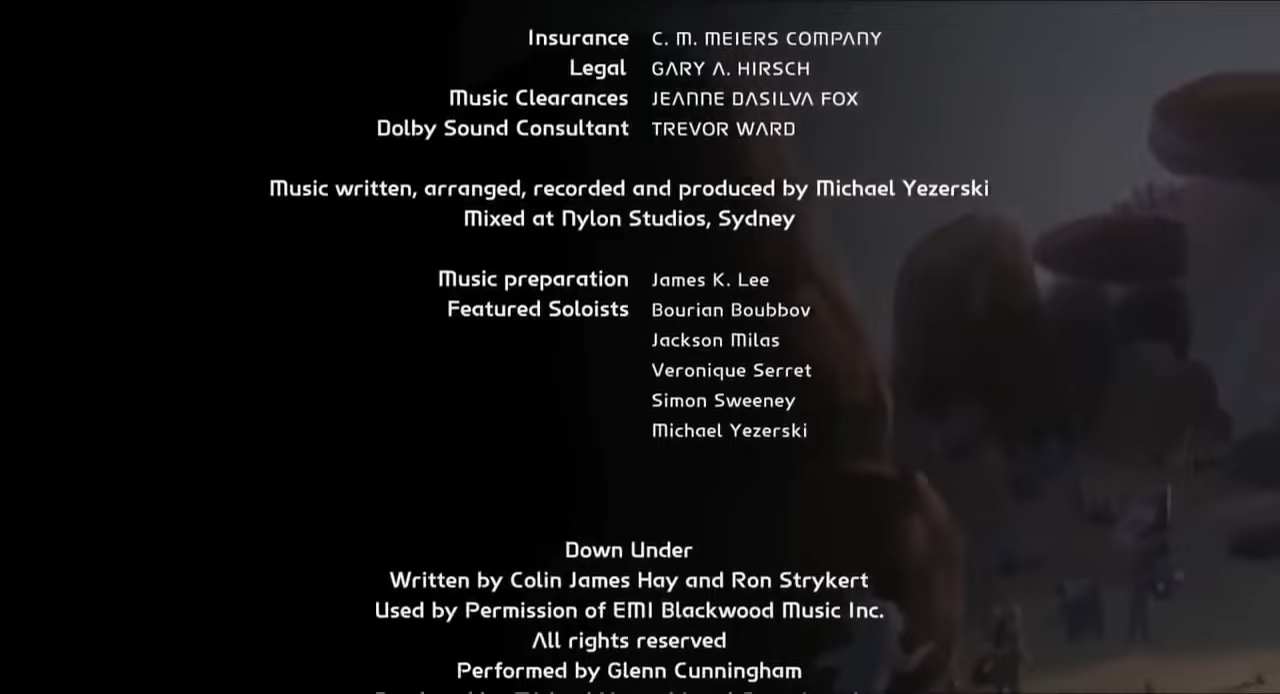 Insurance C. M. MEIERS COMPANY
Legal GARY A. HIRSCH
Music Clearances JEANNE DASILVA FOX
Dolby Sound Consultant TREVOR WARD
Music written, arranged, recorded and produced by Michael Yezerski
Mixed at Nylon Studios, Sydney
Music preparation James K. Lee
Featured Soloists Bourian Boubbov
Jackson Milas
Veronique Serret
Simon Sweeney
Michael Yezerski
Down Under
Written by Colin James Hay and Ron Strykert
Used by Permission of EMI Blackwood Music Inc.
All rights reserved
Performed by Glenn Cunningham